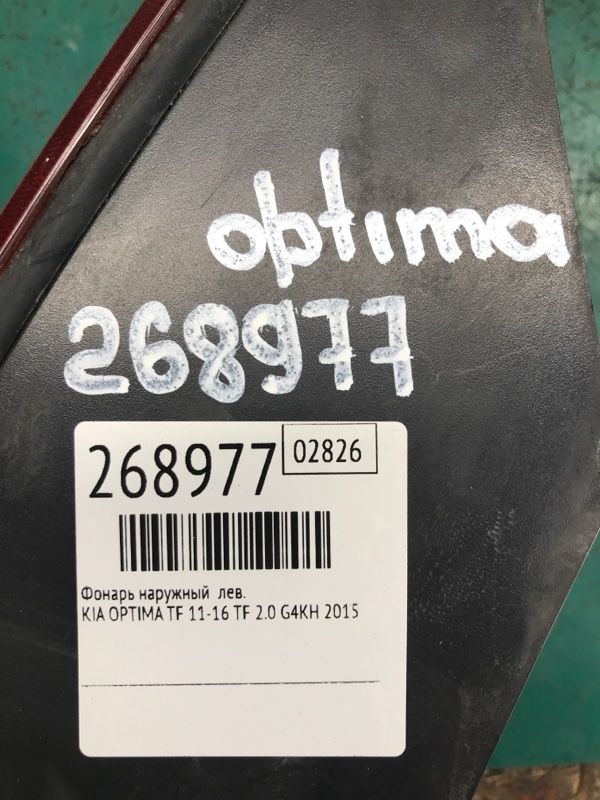 optima
268977
268977 02826
Фонарь наружный лев.
KIA OPTIMA TF 11-16 TF 2.0 G4KH 2015